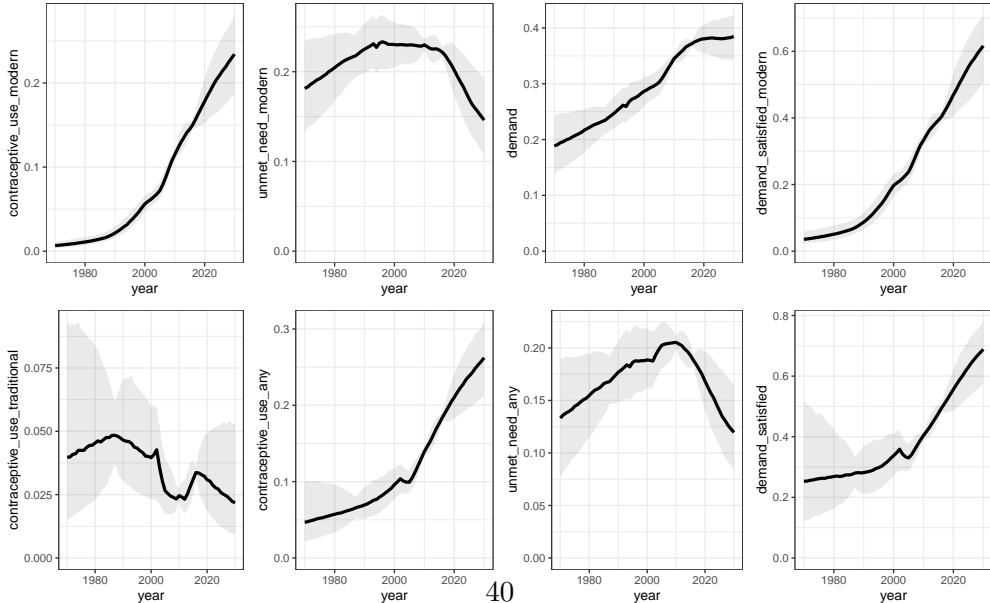 contraceptive_use_modern
0.2
0.1
0.0
1980 2000 2020
year
unmet_need_modern
0.2
0.1
0.0
1980 2000 2020
year
demand
0.4
0.3
0.2
0.1
0.0
1980 2000 2020
year
demand_satisfied_modern
0.6
0.4
0.2
0.0
1980 2000 2020
year
contraceptive_use_traditional
0.075
0.050
0.025
0.000
1980 2000 2020
year
contraceptive_use_any
0.3
0.2
0.1
0.0
1980 2000 2020
year
unmet_need_any
0.20
0.15
0.10
0.05
0.00
1980 2000 2020
year
demand_satisfied
0.8
0.6
0.4
0.2
0.0
1980 2000 2020
year
40